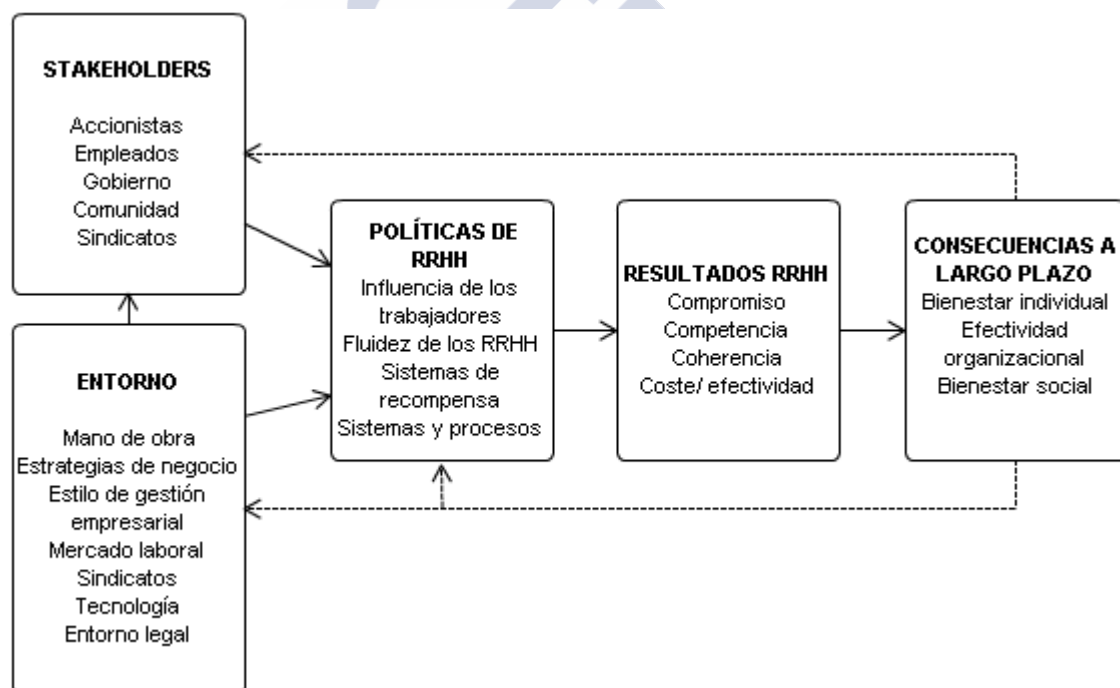 STAKEHOLDERS
Accionistas
Empleados
Gobierno
Comunidad
Sindicatos
ENTORNO
Mano de obra
Estrategias de negocio
Estilo de gestión
empresarial
Mercado laboral
Sindicatos
Tecnología
Entorno legal
POLÍTICAS DE
RRHH
Influencia de los
trabajadores
Fluidez de los RRHH
Sistemas de
recompensa
Sistemas y procesos
RESULTADOS RRHH
Compromiso
Competencia
Coherencia
Coste/ efectividad
CONSECUENCIAS A
LARGO PLAZO
Bienestar individual
Efectividad
organizacional
Bienestar social